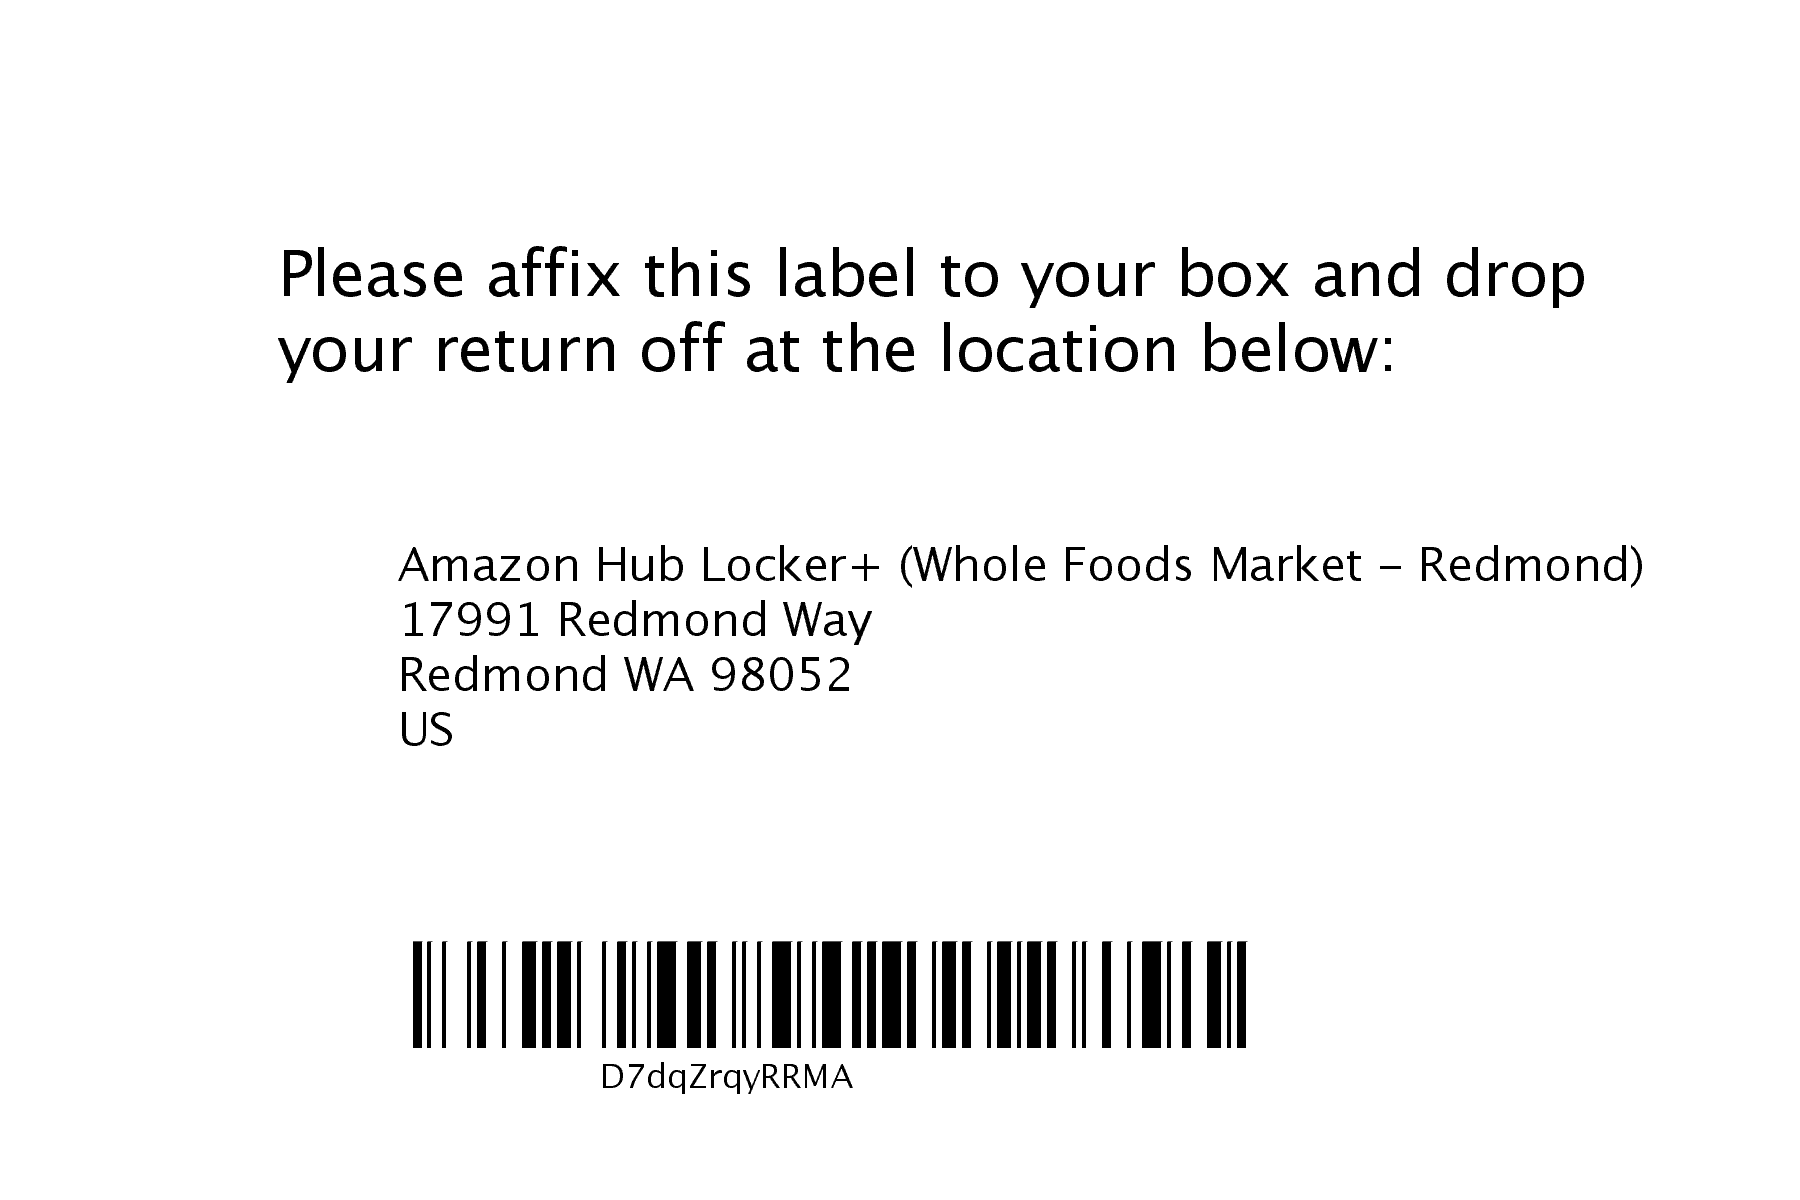 Please affix this label to your box and drop
your return off at the location below:
Amazon Hub Locker+ (Whole Foods Market – Redmond)
17991 Redmond Way
Redmond WA 98052
US
D7dqZrqyRRMA